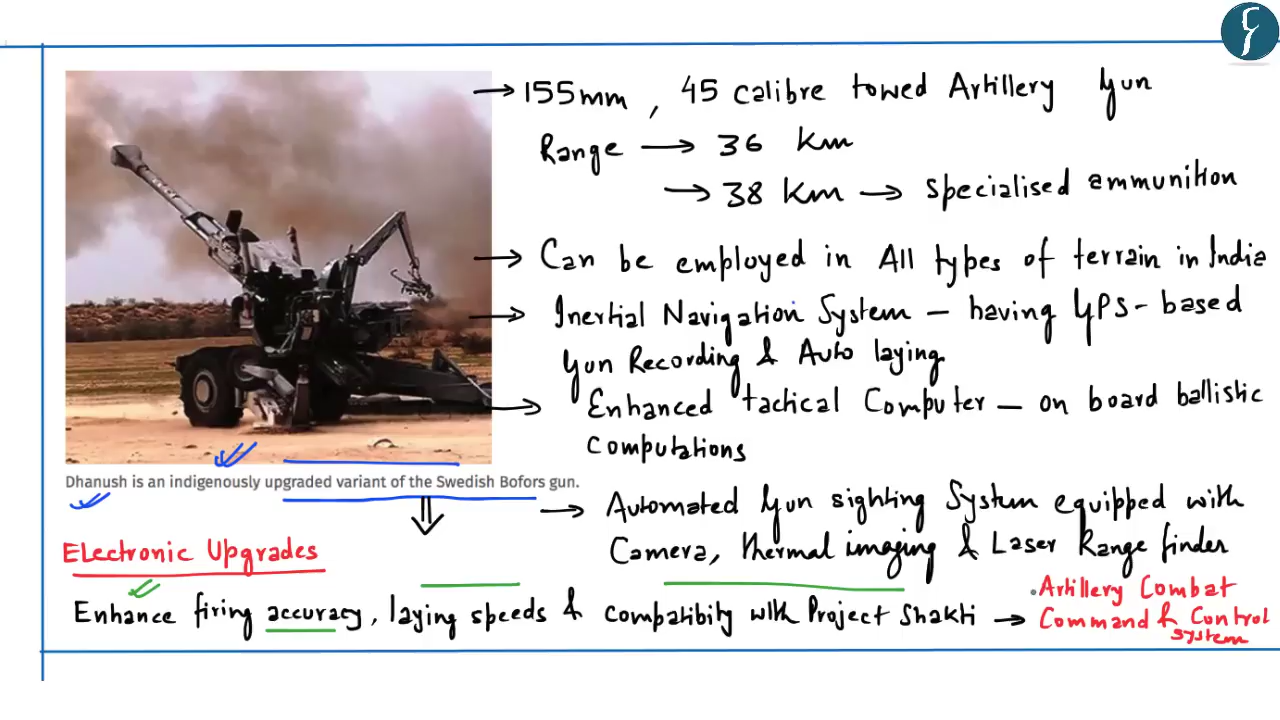 → 155mm, 45 calibre towed Artillery Gun
Range → 36 Km
→ 38 Km → specialised ammunition
→ Can be employed in All types of terrain in India
→ Inertial Navigation System – having GPS-based
Gun Recording & Auto laying
→ Enhanced tactical Computer – on board ballistic
computations
Dhanush is an indigenously upgraded variant of the Swedish Bofors gun.
→ Automated Gun sighting System equipped with
Camera, thermal imaging & Laser Range finder
Electronic Upgrades
Enhance firing accuracy, laying speeds & compatibity with Project Shakti → Artillery Combat
Command & Control
System